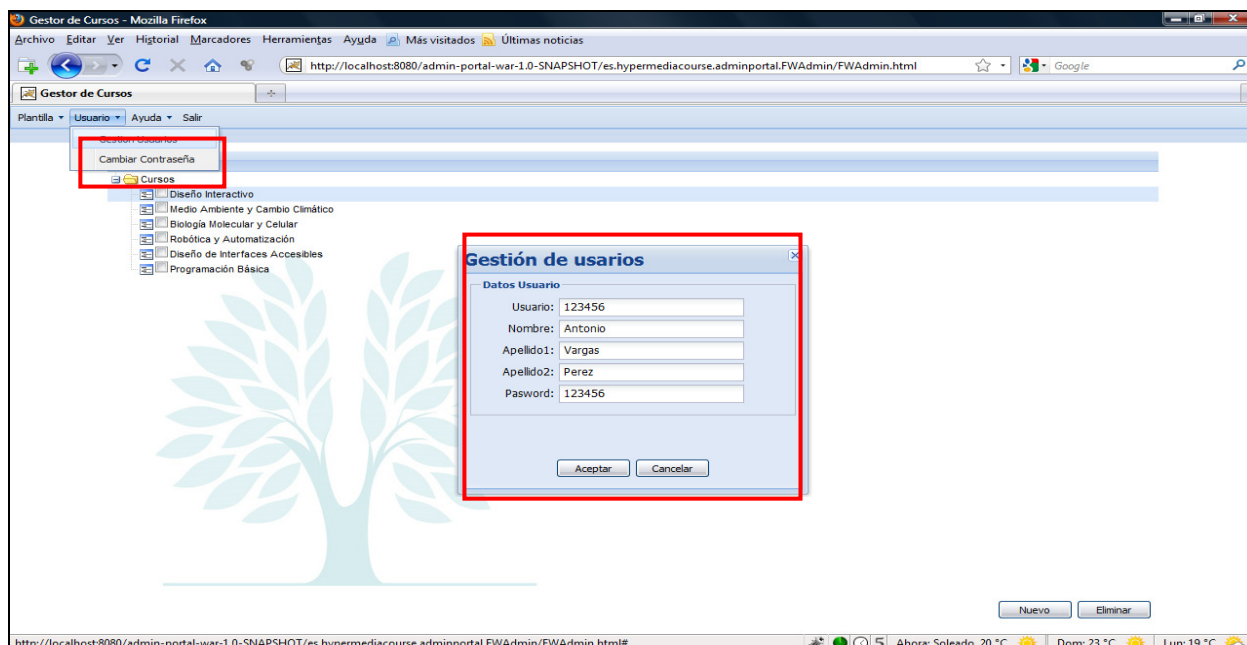 Gestor de Cursos - Mozilla Firefox
Archivo Editar Ver Historial Marcadores Herramientas Ayuda Más visitados Últimas noticias
http://localhost:8080/admin-portal-war-1.0-SNAPSHOT/es.hypermediacourse.adminportal.FWAdmin/FWAdmin.html Google
Gestor de Cursos
Plantilla Usuario Ayuda Salir
Gestion Usuarios
Cambiar Contraseña
Cursos
Diseño Interactivo
Medio Ambiente y Cambio Climático
Biología Molecular y Celular
Robótica y Automatización
Diseño de Interfaces Accesibles
Programación Básica
Gestión de usarios
Datos Usuario
Usuario: 123456
Nombre: Antonio
Apellido1: Vargas
Apellido2: Perez
Pasword: 123456
Aceptar Cancelar
Nuevo Eliminar
http://localhost:8080/admin-portal-war-1.0-SNAPSHOT/es.hypermediacourse.adminportal.FWAdmin/FWAdmin.html# 5 Ahora: Soleado, 20 °C Dom: 23 °C Lun: 19 °C